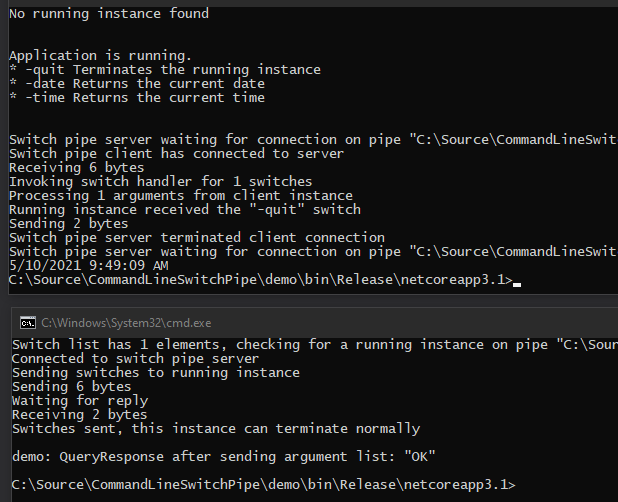 No running instance found
Application is running.
* -quit Terminates the running instance
* -date Returns the current date
* -time Returns the current time
Switch pipe server waiting for connection on pipe "C:\Source\CommandLineSwit
Switch pipe client has connected to server
Receiving 6 bytes
Invoking switch handler for 1 switches
Processing 1 arguments from client instance
Running instance received the "-quit" switch
Sending 2 bytes
Switch pipe server terminated client connection
Switch pipe server waiting for connection on pipe "C:\Source\CommandLineSwit
5/10/2021 9:49:09 AM
C:\Source\CommandLineSwitchPipe\demo\bin\Release\netcoreapp3.1>
C:\Windows\System32\cmd.exe
Switch list has 1 elements, checking for a running instance on pipe "C:\Sour
Connected to switch pipe server
Sending switches to running instance
Sending 6 bytes
Waiting for reply
Receiving 2 bytes
Switches sent, this instance can terminate normally
demo: QueryResponse after sending argument list: "OK"
C:\Source\CommandLineSwitchPipe\demo\bin\Release\netcoreapp3.1>